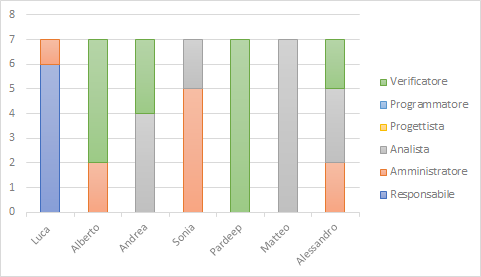 8
7
6
5
4
3
2
1
0
Luca
Alberto
Andrea
Sonia
Pardeep
Matteo
Alessandro
Verificatore
Programmatore
Progettista
Analista
Amministratore
Responsabile